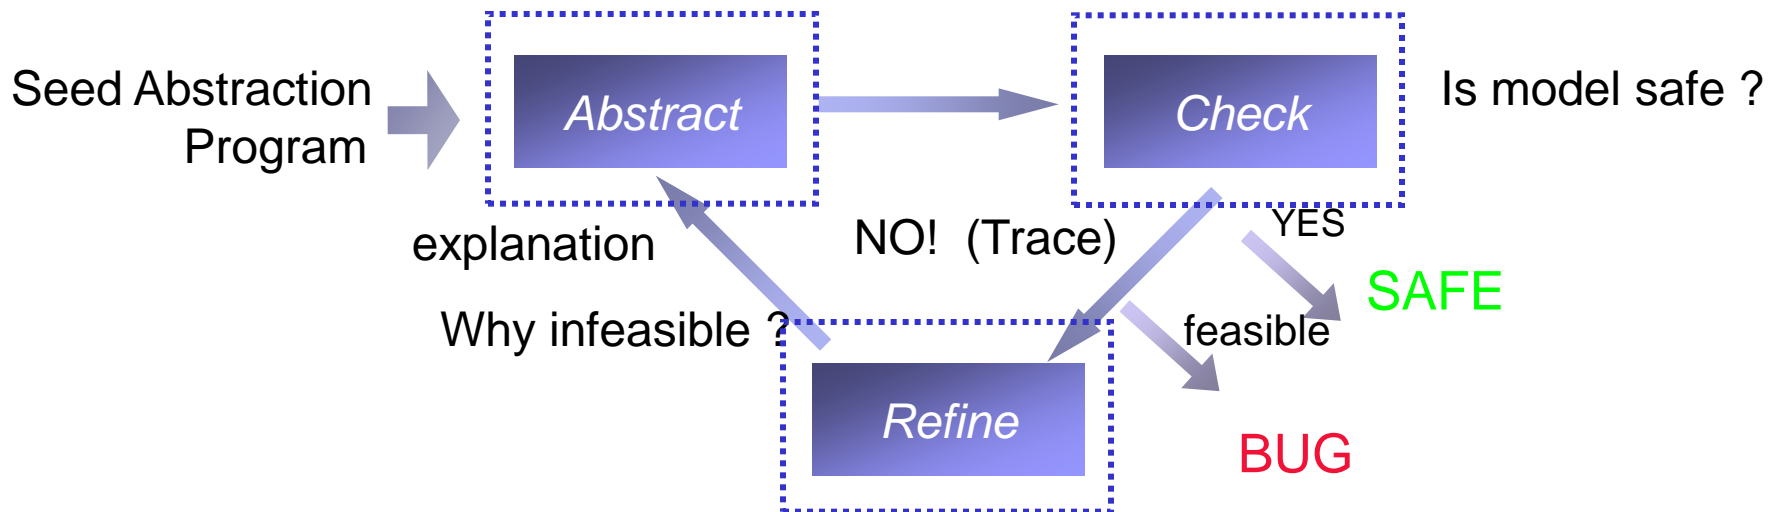 Seed Abstraction
Program
Abstract
Check
Is model safe ?
explanation
NO! (Trace)
YES
SAFE
Why infeasible ?
feasible
Refine
BUG